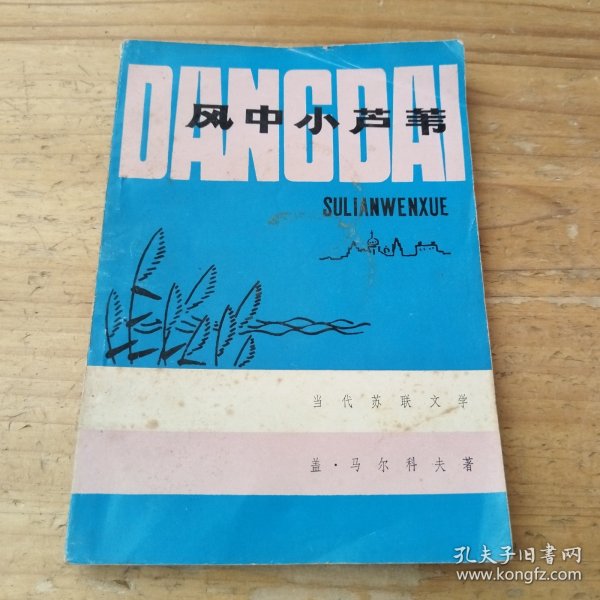 DANGDAI
风中小芦苇
SULIANWENXUE
当代苏联文学
盖·马尔科夫著
孔夫子旧书网
www.kongfz.com